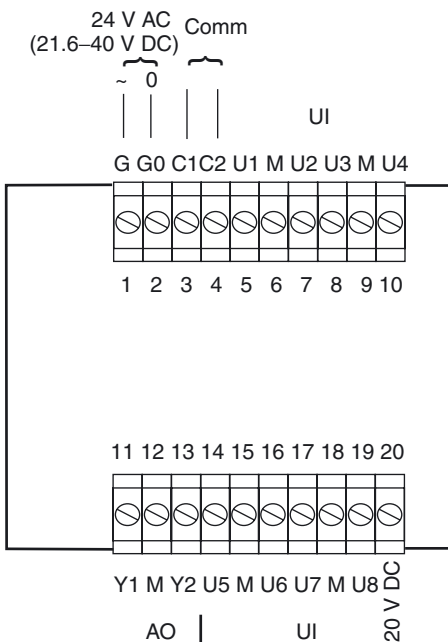 24 V AC
(21.6–40 V DC)
Comm
~ 0
UI
G G0 C1 C2 U1 M U2 U3 M U4
1 2 3 4 5 6 7 8 9 10
11 12 13 14 15 16 17 18 19 20
Y1 M Y2 U5 M U6 U7 M U8 20 V DC
AO UI